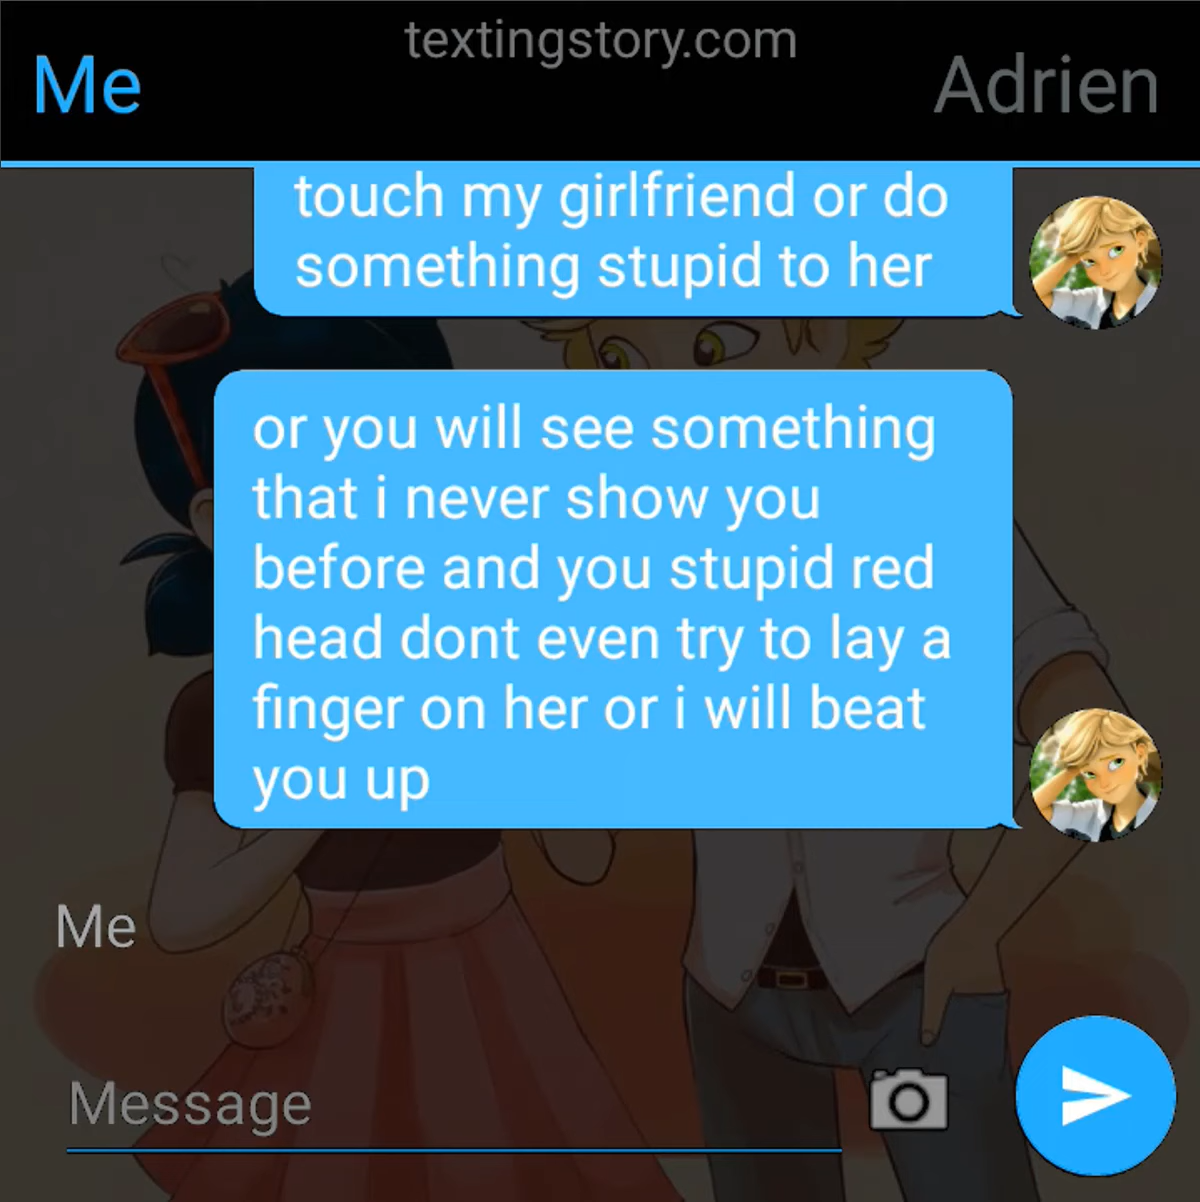 textingstory.com
Me
Adrien
touch my girlfriend or do
something stupid to her
or you will see something
that i never show you
before and you stupid red
head dont even try to lay a
finger on her or i will beat
you up
Me
Message